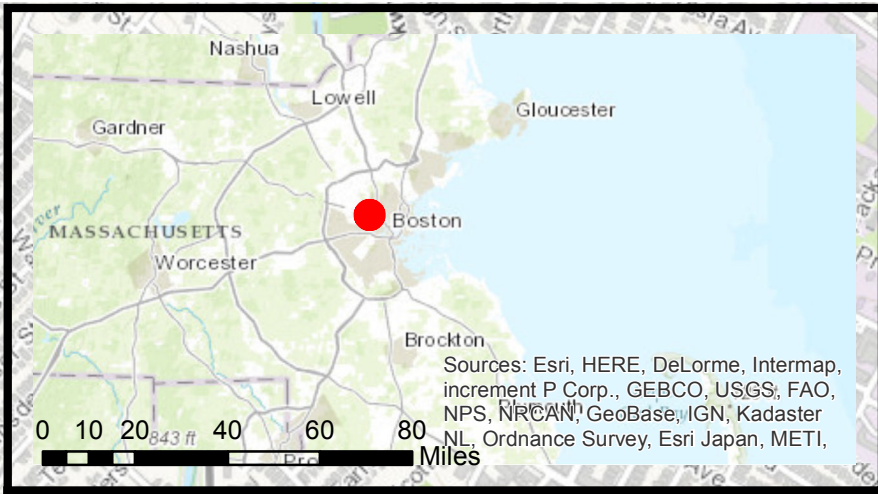 Nashua
Lowell
Gloucester
Gardner
Boston
MASSACHUSETTS
Worcester
Brockton
Sources: Esri, HERE, DeLorme, Intermap,
increment P Corp., GEBCO, USGS, FAO,
Plymouth
NPS, NRCAN, GeoBase, IGN, Kadaster
NL, Ordnance Survey, Esri Japan, METI,
843 ft
0 10 20 40 60 80
Miles